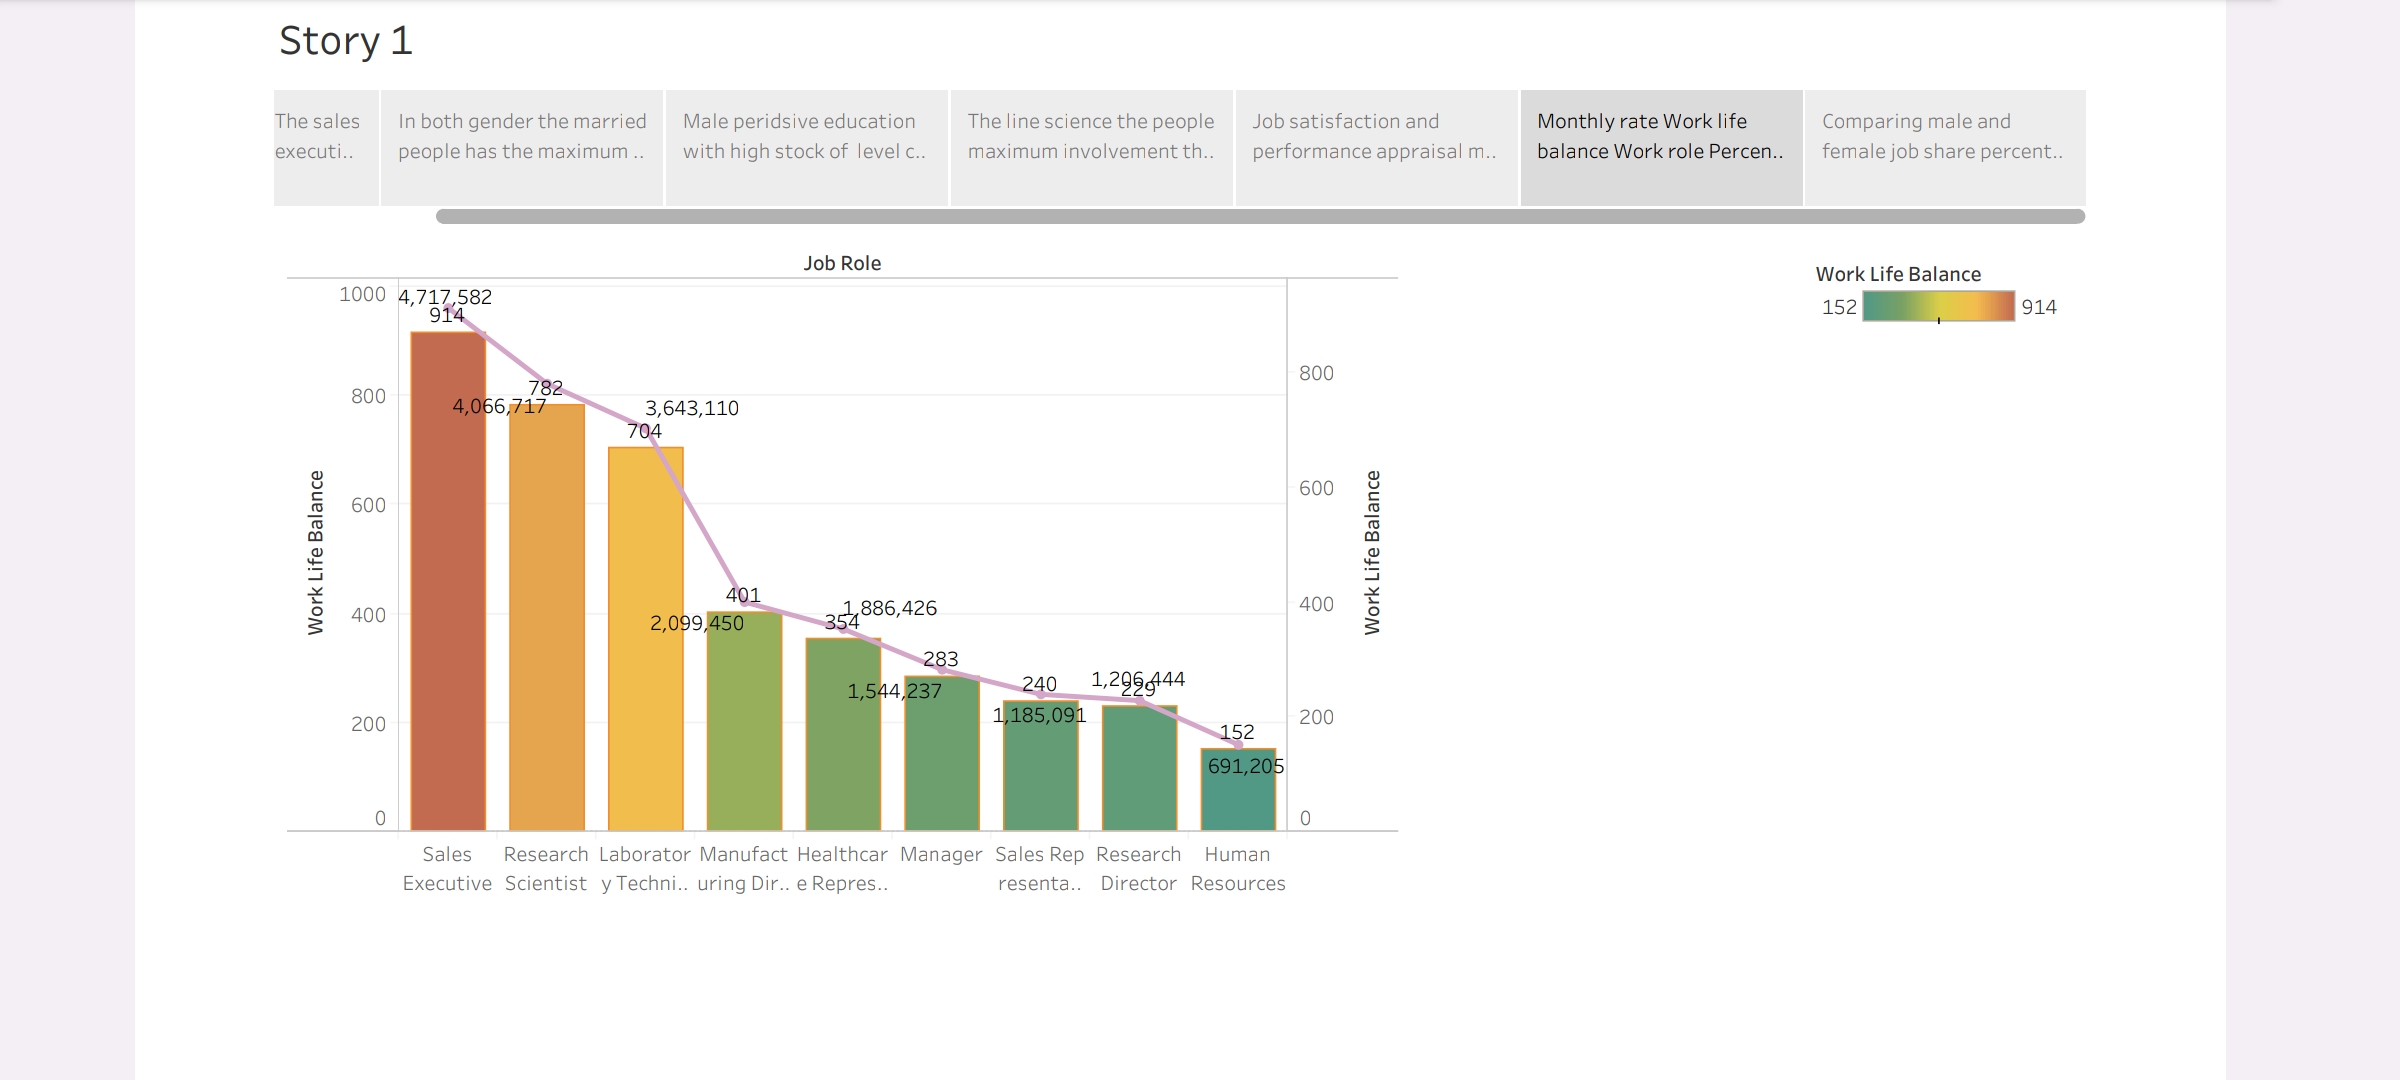 Story 1
The sales
executi..
In both gender the married
people has the maximum ..
Male peridsive education
with high stock of level c..
The line science the people
maximum involvement th..
Job satisfaction and
performance appraisal m..
Monthly rate Work life
balance Work role Percen..
Comparing male and
female job share percent..
Job Role
Work Life Balance
152
914
Work Life Balance
1000
800
600
400
200
0
4,717,582
914
782
4,066,717
3,643,110
704
401
2,099,450
1,886,426
354
283
1,544,237
240
1,185,091
1,206,444
229
152
691,205
800
600
400
200
0
Work Life Balance
Sales
Executive
Research
Scientist
Laborator
y Techni..
Manufact
uring Dir..
Healthcar
e Repres..
Manager
Sales Rep
resenta..
Research
Director
Human
Resources